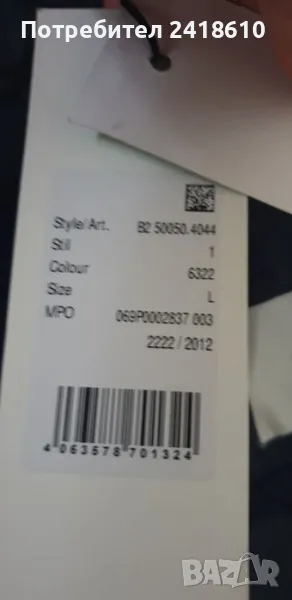 Потребител 2418610
Style/Art. B2 50050.4044
Stil 1
Colour 6322
Size L
MPO 069P0002837 003
2222 / 2012
4 063578 701324
BAZAR